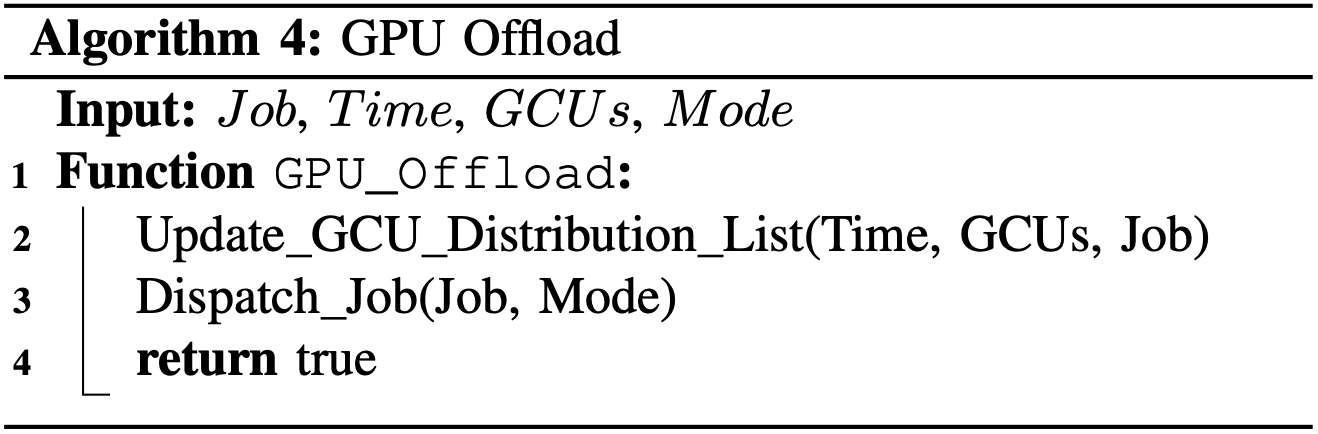 Algorithm 4: GPU Offload
Input: Job, Time, GCUs, Mode
1 Function GPU_Offload:
2 Update_GCU_Distribution_List(Time, GCUs, Job)
3 Dispatch_Job(Job, Mode)
4 return true